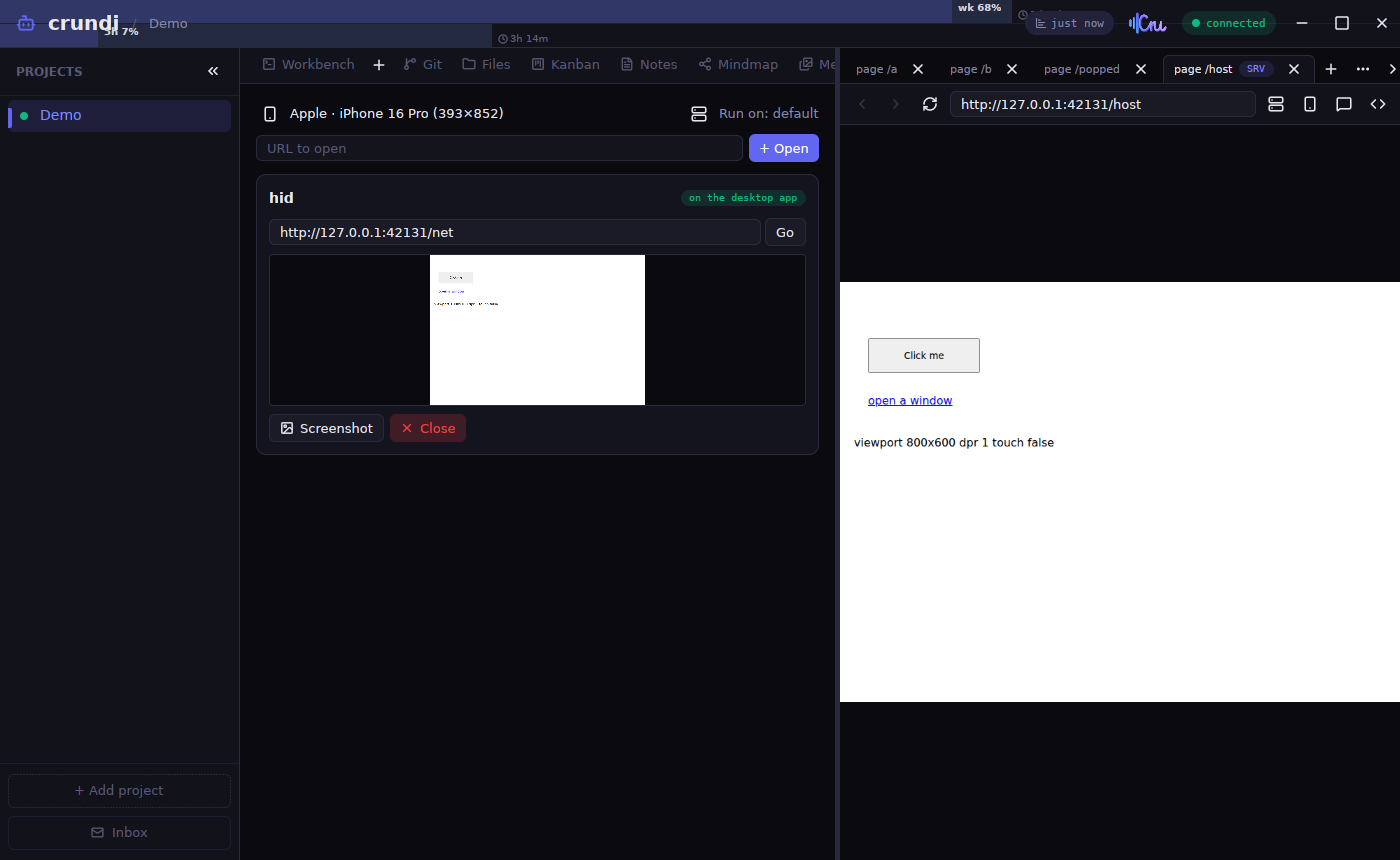 crundi / Demo
wk 68%
5h 7%
3h 14m
just now
connected
PROJECTS
Demo
+ Add project
Inbox
Workbench
Git
Files
Kanban
Notes
Mindmap
Me
Apple · iPhone 16 Pro (393×852)
Run on: default
URL to open
+ Open
hid
on the desktop app
http://127.0.0.1:42131/net
Go
Screenshot
Close
page /a
page /b
page /popped
page /host
SRV
http://127.0.0.1:42131/host
Click me
open a window
viewport 800x600 dpr 1 touch false